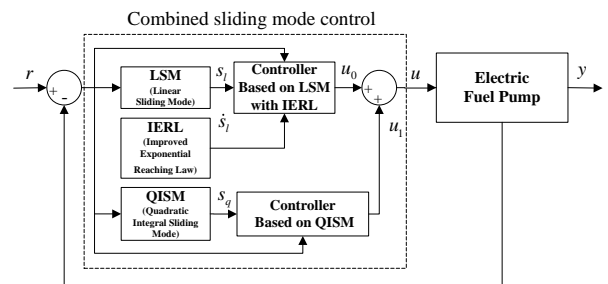 Combined sliding mode control
r
+
-
LSM
(Linear
Sliding Mode)
s_l
Controller
Based on LSM
with IERL
u_0
+
+
u
Electric
Fuel Pump
y
IERL
(Improved
Exponential
Reaching Law)
ṡ_l
u_1
QISM
(Quadratic
Integral Sliding
Mode)
s_q
Controller
Based on QISM